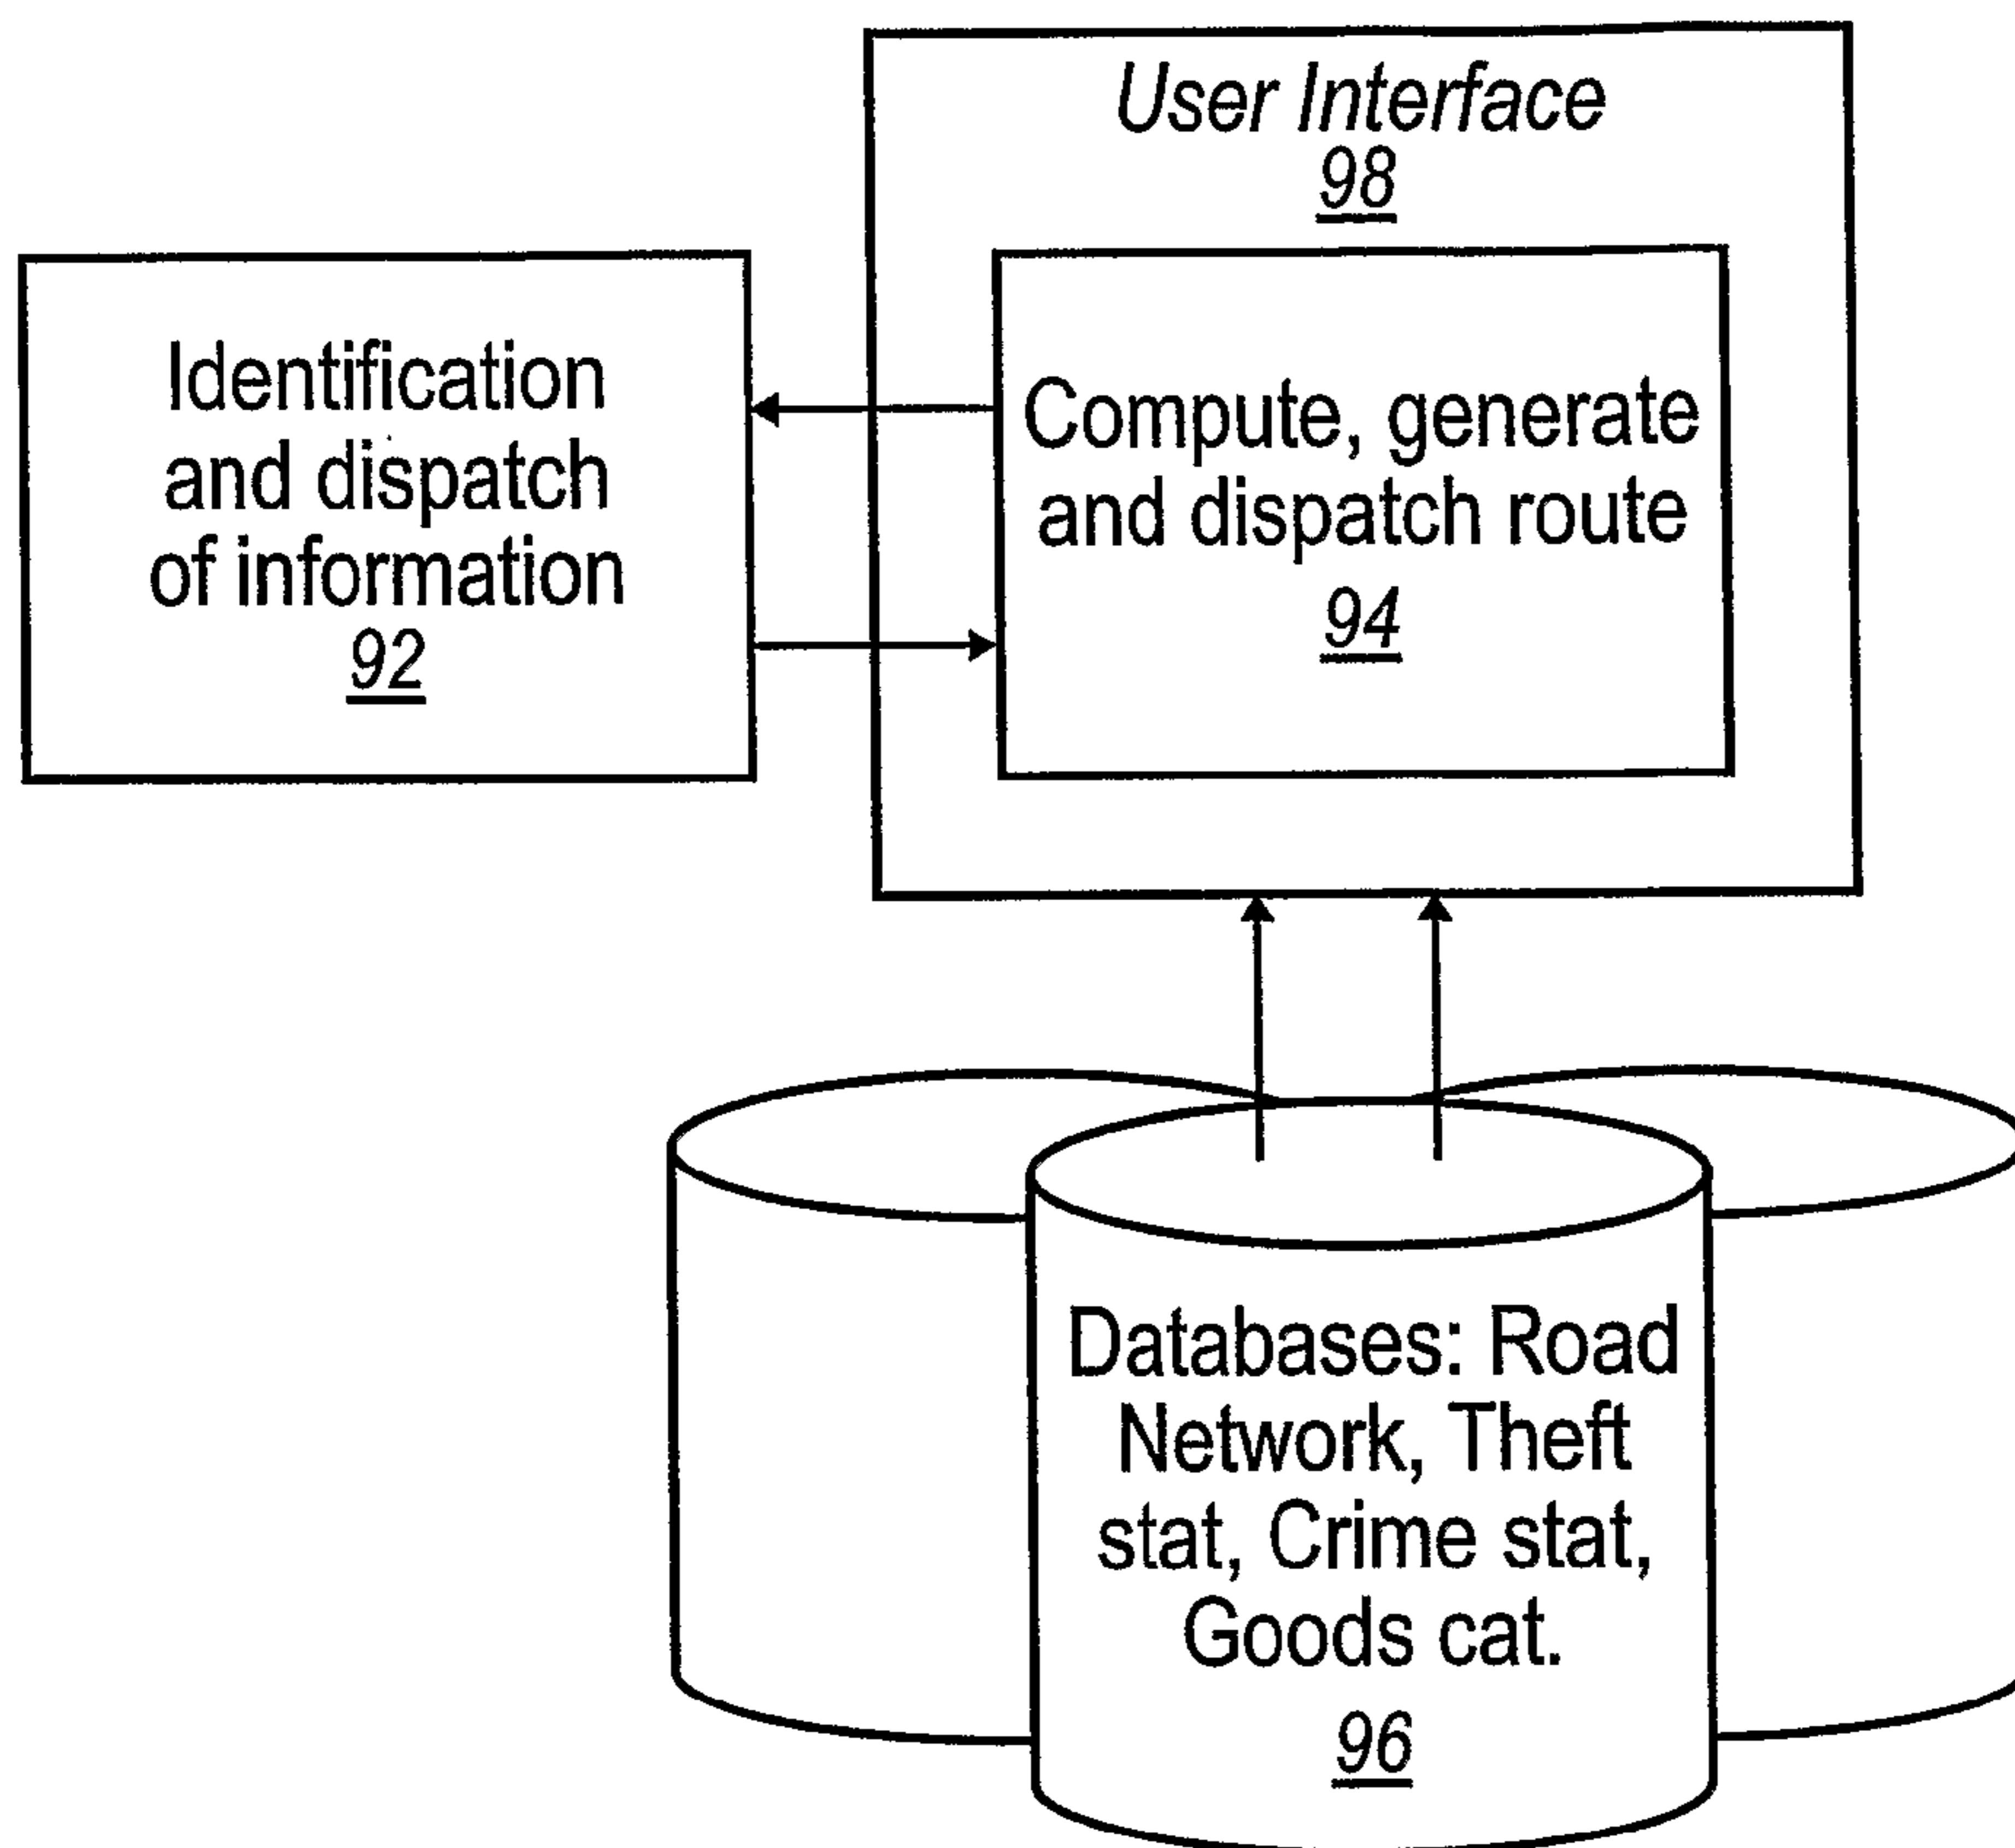 User Interface
98
Identification
and dispatch
of information
92
Compute, generate
and dispatch route
94
Databases: Road
Network, Theft
stat, Crime stat,
Goods cat.
96